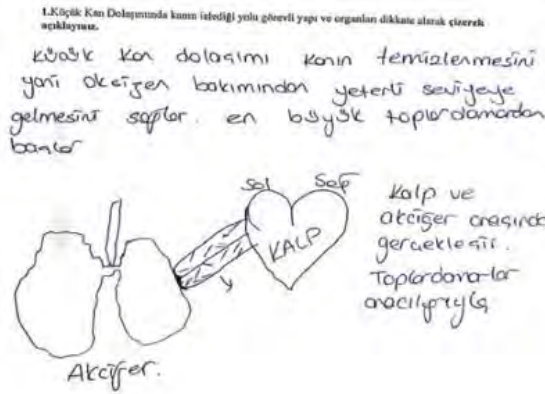 1.Küçük Kan Dolaşımında kanın izlediği yolu görevli yapı ve organları dikkate alarak çizerek
açıklayınız.
Küçük Kan dolaşımı kanın temizlenmesini
yani oksijen bakımından yeterli seviyeye
gelmesini sağlar. en büyük toplardamardan
başlar
Sol Sağ
KALP
Kalp ve
akciğer arasında
gerçekleşir.
Toplardamarlar
aracılığıyla
Akciğer.